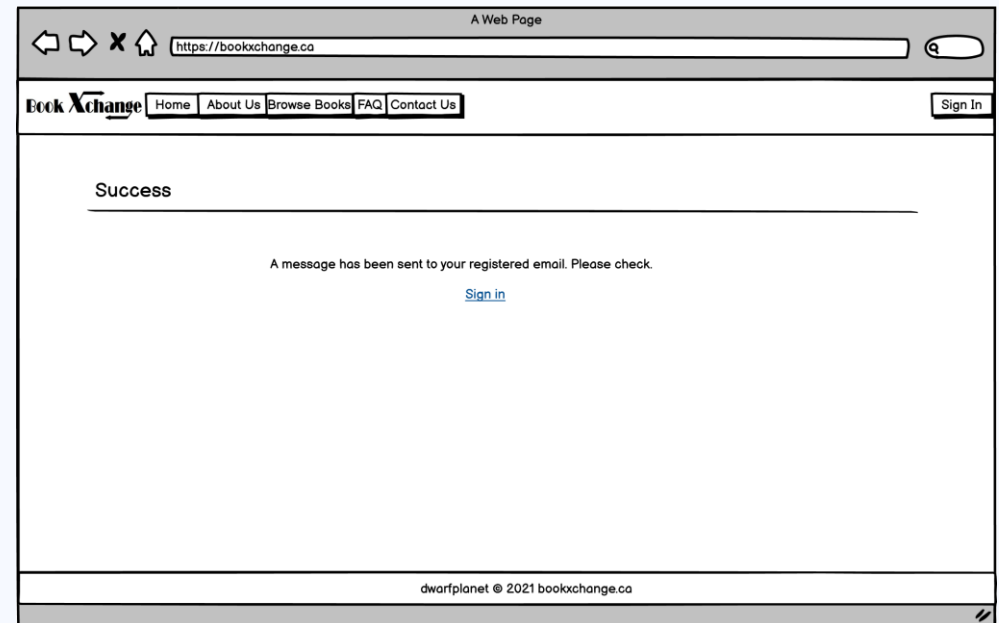 A Web Page
https://bookxchange.ca
Book Xchange Home About Us Browse Books FAQ Contact Us Sign In
Success
A message has been sent to your registered email. Please check.
Sign in
dwarfplanet © 2021 bookxchange.ca